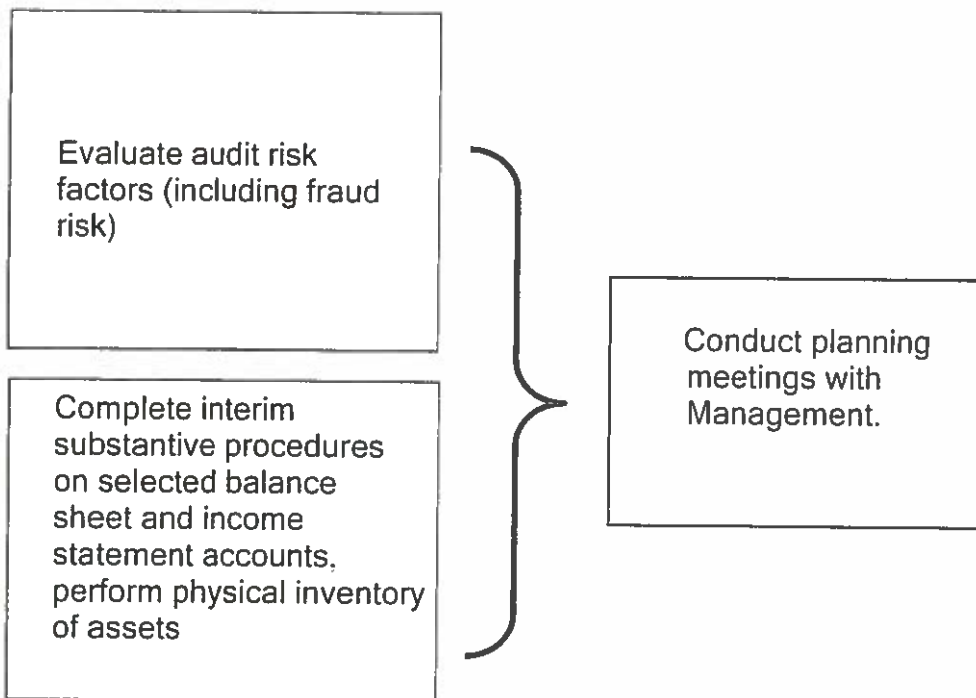 Evaluate audit risk
factors (including fraud
risk)
Complete interim
substantive procedures
on selected balance
sheet and income
statement accounts,
perform physical inventory
of assets
Conduct planning
meetings with
Management.